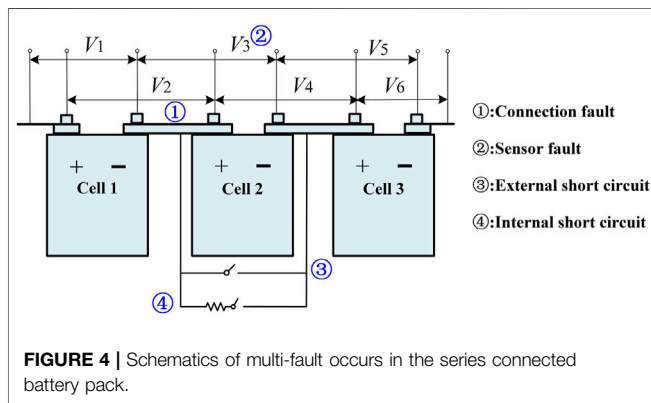 V1 V3② V5
V2 V4 V6
①
+ − + − + −
Cell 1 Cell 2 Cell 3
③
④
①:Connection fault
②:Sensor fault
③:External short circuit
④:Internal short circuit
FIGURE 4 | Schematics of multi-fault occurs in the series connected
battery pack.